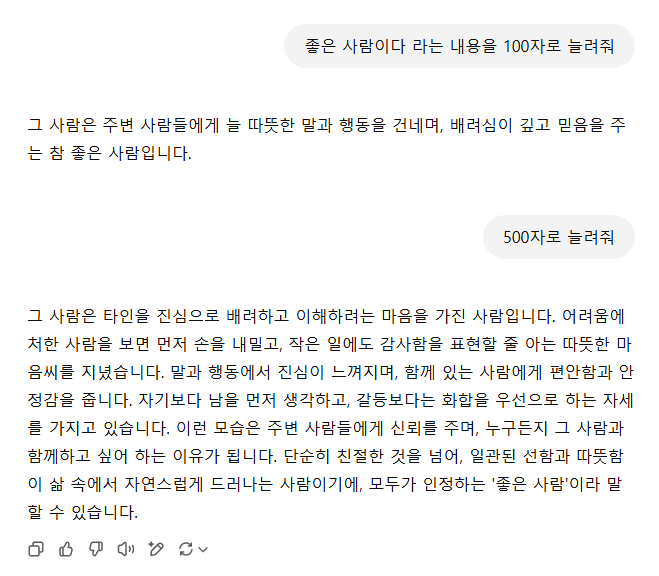 좋은 사람이다 라는 내용을 100자로 늘려줘
그 사람은 주변 사람들에게 늘 따뜻한 말과 행동을 건네며, 배려심이 깊고 믿음을 주
는 참 좋은 사람입니다.
500자로 늘려줘
그 사람은 타인을 진심으로 배려하고 이해하려는 마음을 가진 사람입니다. 어려움에
처한 사람을 보면 먼저 손을 내밀고, 작은 일에도 감사함을 표현할 줄 아는 따뜻한 마
음씨를 지녔습니다. 말과 행동에서 진심이 느껴지며, 함께 있는 사람에게 편안함과 안
정감을 줍니다. 자기보다 남을 먼저 생각하고, 갈등보다는 화합을 우선으로 하는 자세
를 가지고 있습니다. 이런 모습은 주변 사람들에게 신뢰를 주며, 누구든지 그 사람과
함께하고 싶어 하는 이유가 됩니다. 단순히 친절한 것을 넘어, 일관된 선함과 따뜻함
이 삶 속에서 자연스럽게 드러나는 사람이기에, 모두가 인정하는 '좋은 사람'이라 말
할 수 있습니다.